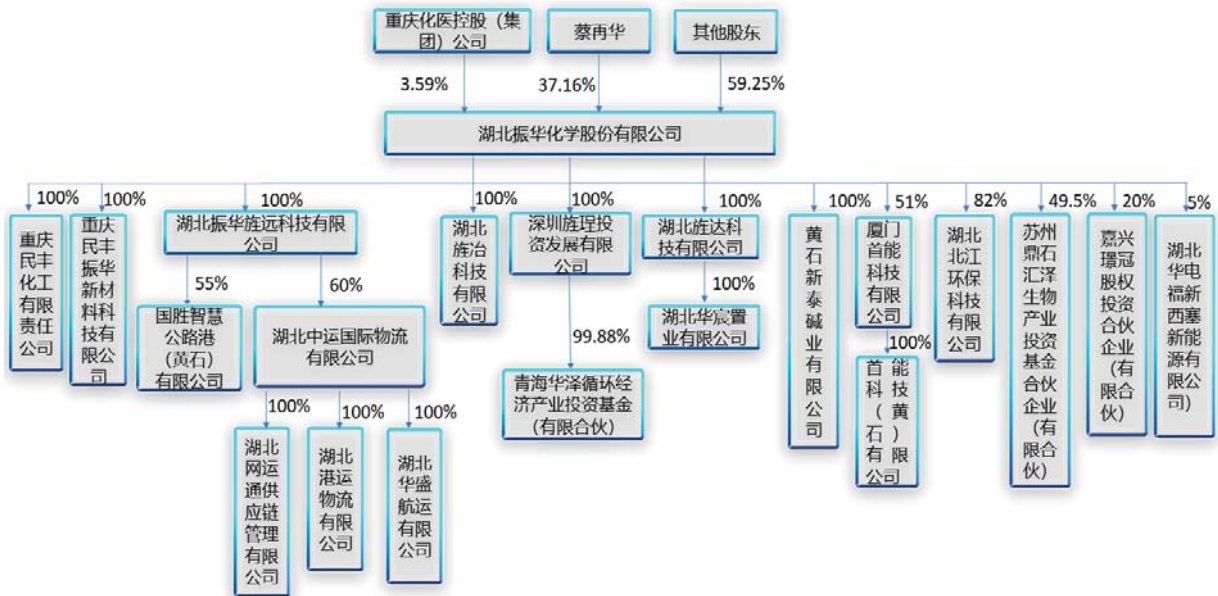 重庆化医控股（集
团）公司
蔡再华
其他股东
3.59%
37.16%
59.25%
湖北振华化学股份有限公司
100%
100%
100%
100%
100%
100%
100%
51%
82%
49.5%
20%
5%
重庆
民丰
化工
有限
责任
公司
重庆
民丰
振华
新材
料科
技有
限公
司
湖北振华旌远科技有限
公司
湖北
旌冶
科技
有限
公司
深圳旌珵投
资发展有限
公司
湖北旌达科
技有限公司
黄石
新泰
碱业
有限
公司
厦门
首能
科技
有限
公司
湖北
北江
环保
科技
有限
公司
苏州
鼎石
汇泽
生物
产业
投资
基金
合伙
企业
（有
限合
伙）
嘉兴
璟冠
股权
投资
合伙
企业
（有
限合
伙）
湖北
华电
福新
西塞
新能
源有
限公
司）
55%
60%
国胜智慧
公路港
（黄石）
有限公司
湖北中运国际物流
有限公司
99.88%
青海华泽循环经
济产业投资基金
（有限合伙）
100%
湖北华宸置
业有限公司
100%
首能
科技
（黄
石）
有限
公司
100%
100%
100%
湖北
网运
通供
应链
管理
有限
公司
湖北
港运
物流
有限
公司
湖北
华盛
航运
有限
公司